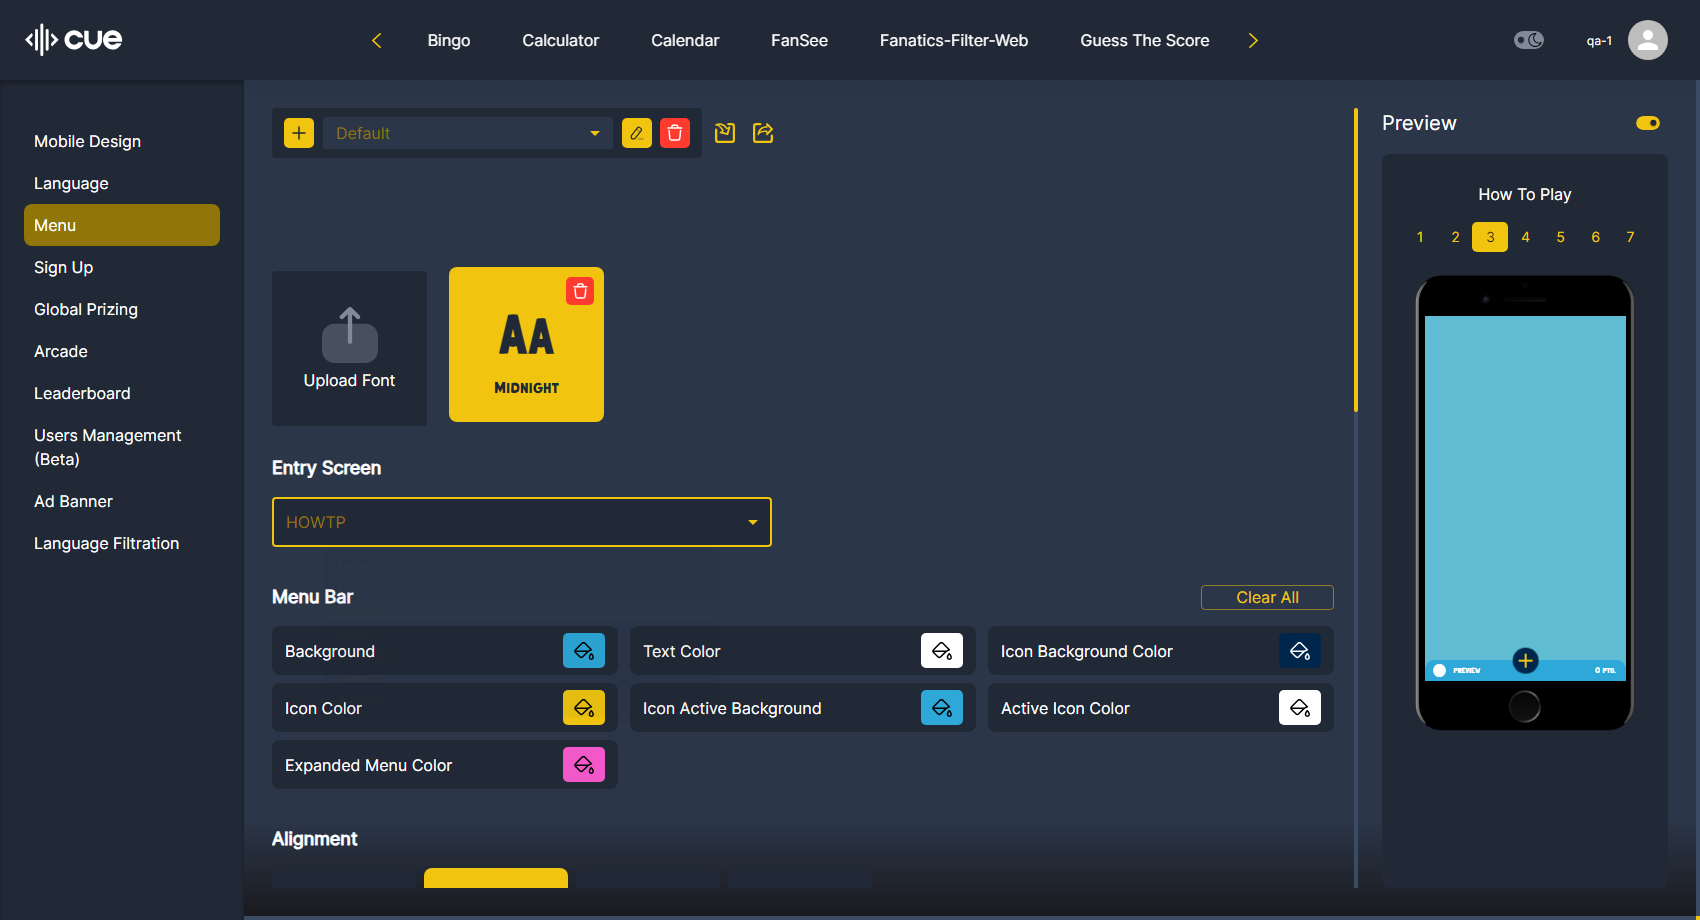 cue
Bingo
Calculator
Calendar
FanSee
Fanatics-Filter-Web
Guess The Score
qa-1
Mobile Design
Language
Menu
Sign Up
Global Prizing
Arcade
Leaderboard
Users Management
(Beta)
Ad Banner
Language Filtration
Default
Upload Font
AA
MIDNIGHT
Entry Screen
HOWTP
Menu Bar
Clear All
Background
Text Color
Icon Background Color
Icon Color
Icon Active Background
Active Icon Color
Expanded Menu Color
Alignment
Preview
How To Play
1 2 3 4 5 6 7
PREVIEW
0 PTS.